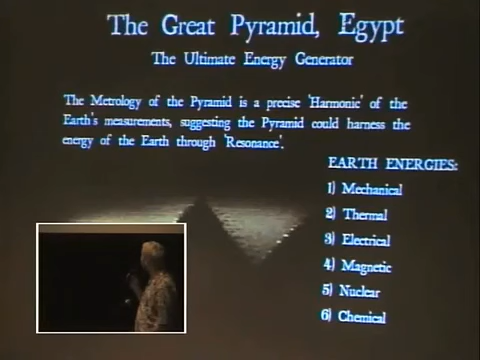 The Great Pyramid, Egypt
The Ultimate Energy Generator
The Metrology of the Pyramid is a precise 'Harmonic' of the
Earth's measurements, suggesting the Pyramid could harness the
energy of the Earth through 'Resonance'.
EARTH ENERGIES:
1) Mechanical
2) Thermal
3) Electrical
4) Magnetic
5) Nuclear
6) Chemical